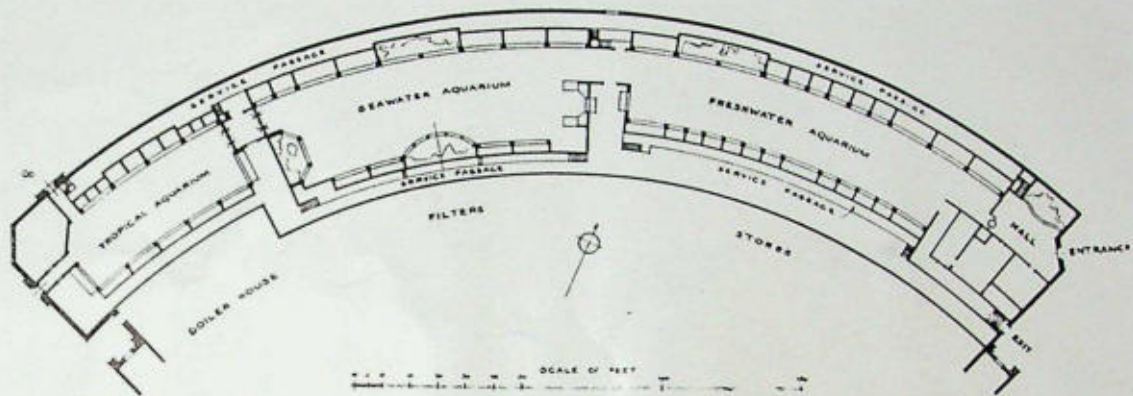 SERVICE PASSAGE
SERVICE PASSAGE
SEAWATER AQUARIUM
FRESHWATER AQUARIUM
TROPICAL AQUARIUM
SERVICE PASSAGE
SERVICE PASSAGE
HALL
ENTRANCE
FILTERS
STORES
BOILER HOUSE
EXIT
SCALE OF FEET